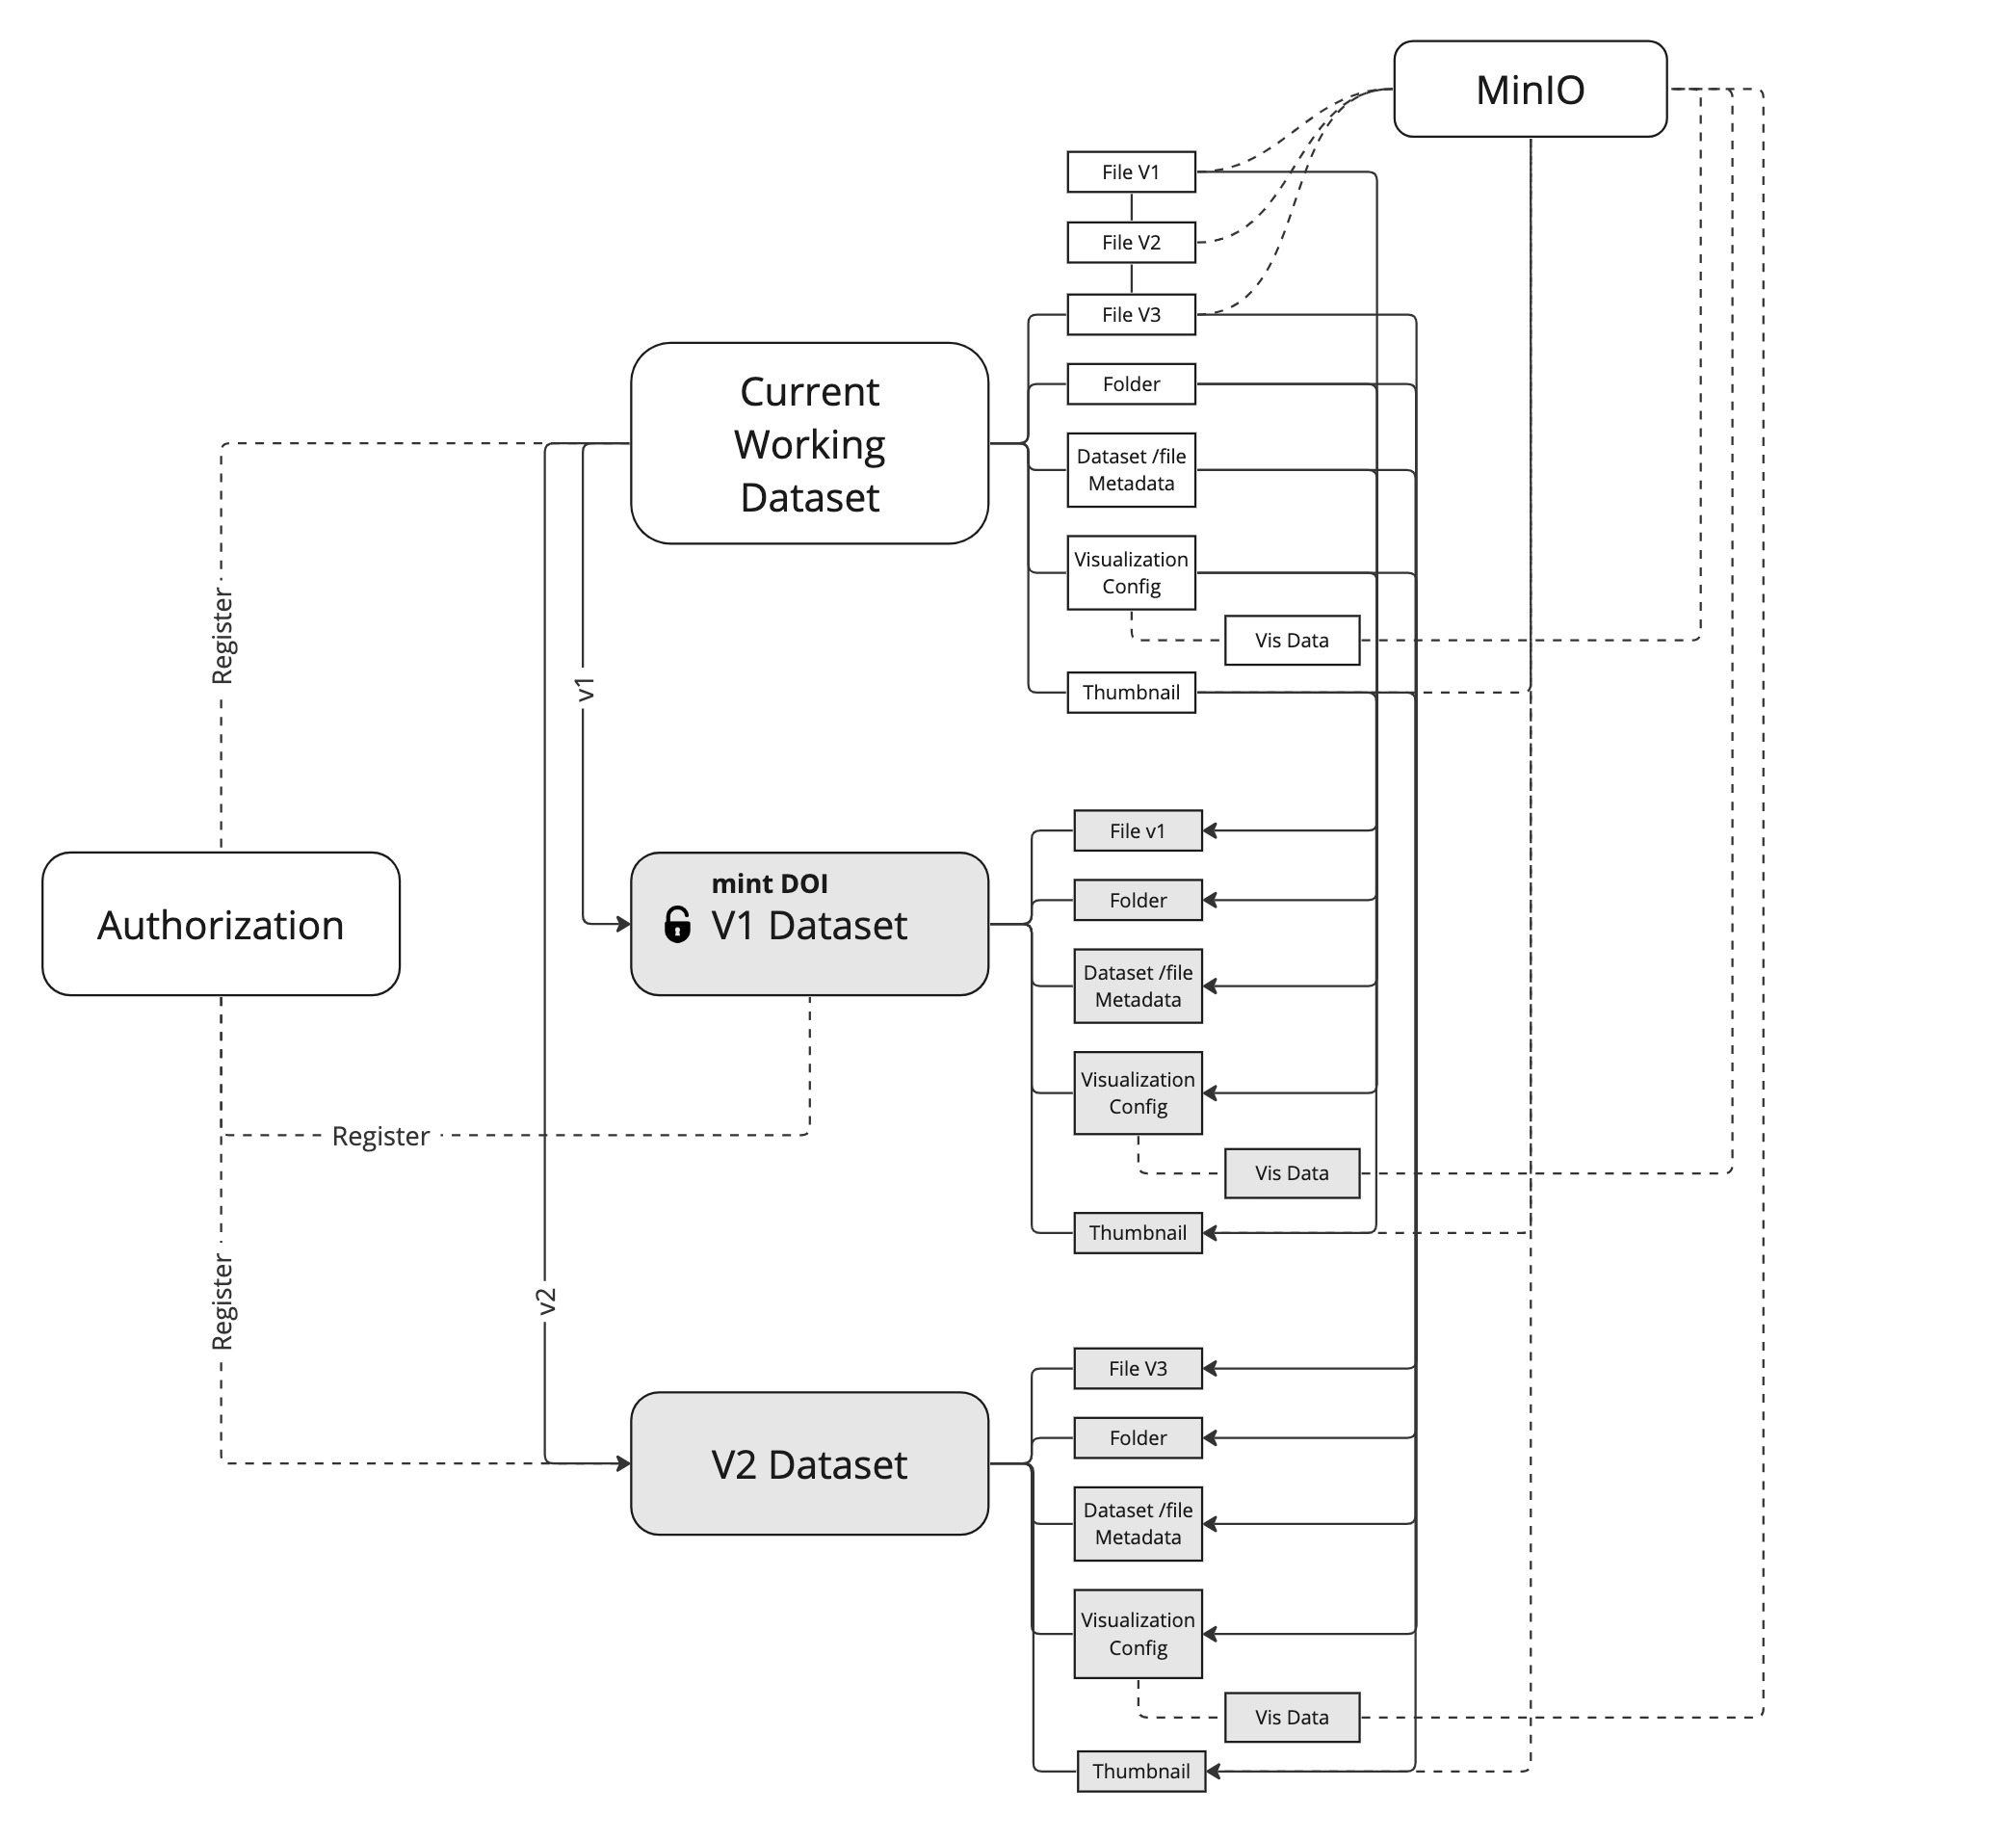 MinIO
File V1
File V2
File V3
Current
Working
Dataset
Folder
Dataset /file
Metadata
Visualization
Config
Vis Data
Thumbnail
Register
v1
Authorization
mint DOI
V1 Dataset
File v1
Folder
Dataset /file
Metadata
Visualization
Config
Vis Data
Thumbnail
Register
Register
v2
V2 Dataset
File V3
Folder
Dataset /file
Metadata
Visualization
Config
Vis Data
Thumbnail